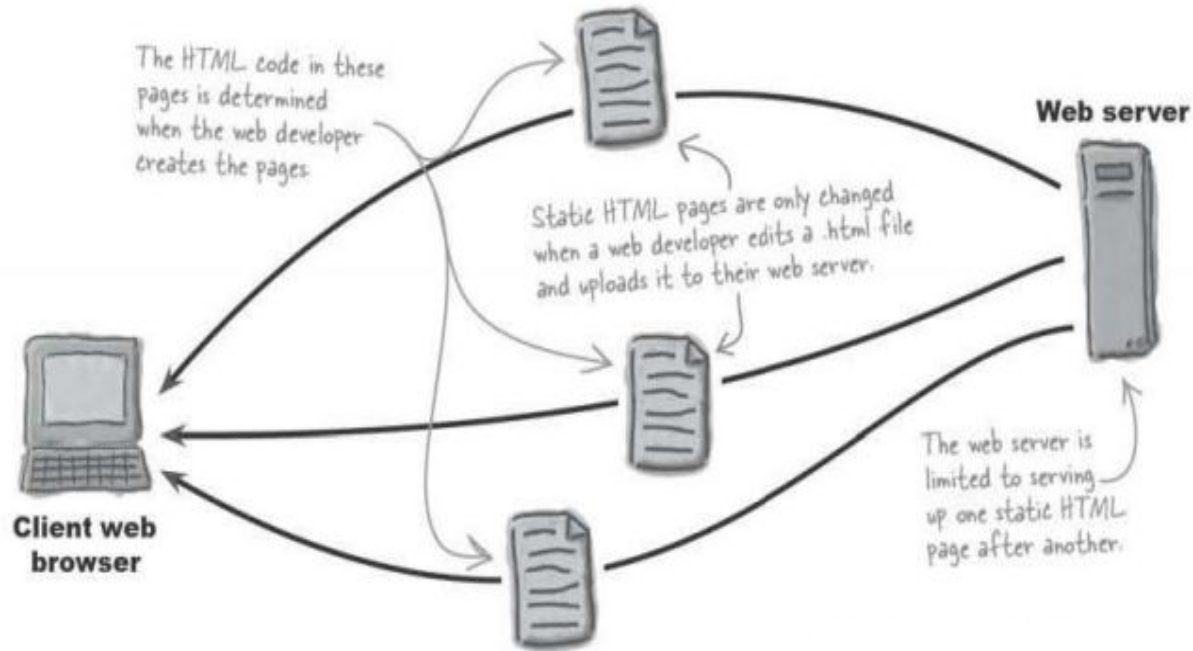 The HTML code in these
pages is determined
when the web developer
creates the pages.
Web server
Static HTML pages are only changed
when a web developer edits a .html file
and uploads it to their web server.
The web server is
limited to serving
up one static HTML
page after another.
Client web
browser